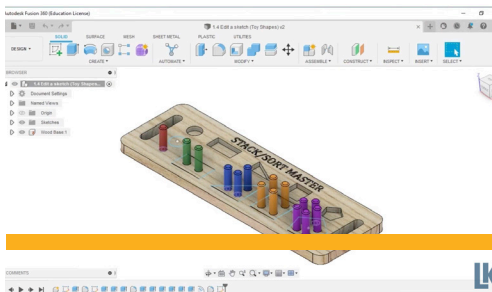 Autodesk Fusion 360 (Education License)
1.4 Edit a sketch (Toy Shapes) v2
SOLID SURFACE MESH SHEET METAL PLASTIC UTILITIES
DESIGN
CREATE AUTOMATE MODIFY ASSEMBLE CONSTRUCT INSPECT INSERT SELECT
BROWSER
1.4 Edit a sketch (Toy Shapes...
Document Settings
Named Views
Origin
Sketches
Wood Base:1
STACK/SORT MASTER
COMMENTS